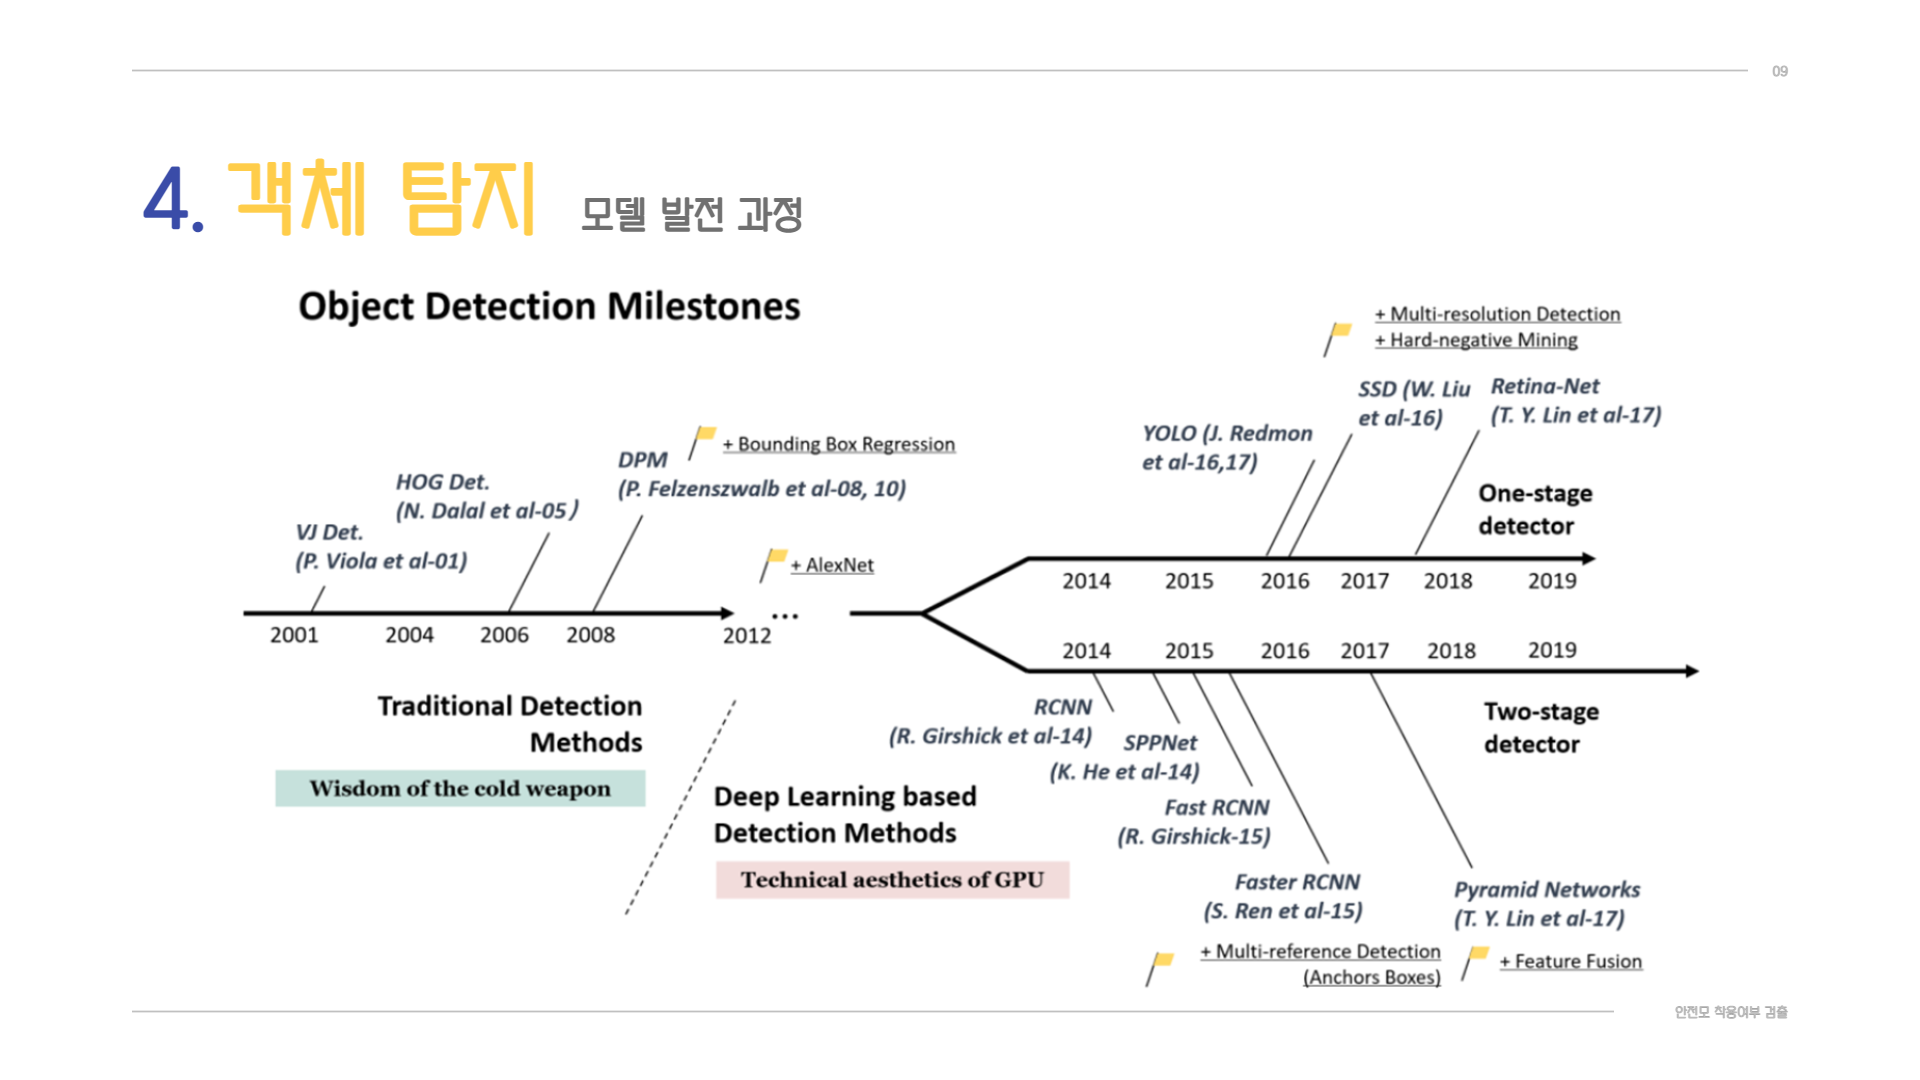 09
4. 객체 탐지 모델 발전 과정
Object Detection Milestones
+ Multi-resolution Detection
+ Hard-negative Mining
SSD (W. Liu
et al-16)
Retina-Net
(T. Y. Lin et al-17)
YOLO (J. Redmon
et al-16,17)
+ Bounding Box Regression
DPM
(P. Felzenszwalb et al-08, 10)
HOG Det.
(N. Dalal et al-05)
VJ Det.
(P. Viola et al-01)
One-stage
detector
+ AlexNet
...
2014 2015 2016 2017 2018 2019
2001 2004 2006 2008 2012
2014 2015 2016 2017 2018 2019
Traditional Detection
Methods
Wisdom of the cold weapon
Deep Learning based
Detection Methods
Technical aesthetics of GPU
RCNN
(R. Girshick et al-14)
SPPNet
(K. He et al-14)
Fast RCNN
(R. Girshick-15)
Faster RCNN
(S. Ren et al-15)
+ Multi-reference Detection
(Anchors Boxes)
Two-stage
detector
Pyramid Networks
(T. Y. Lin et al-17)
+ Feature Fusion
안전모 착용여부 검출